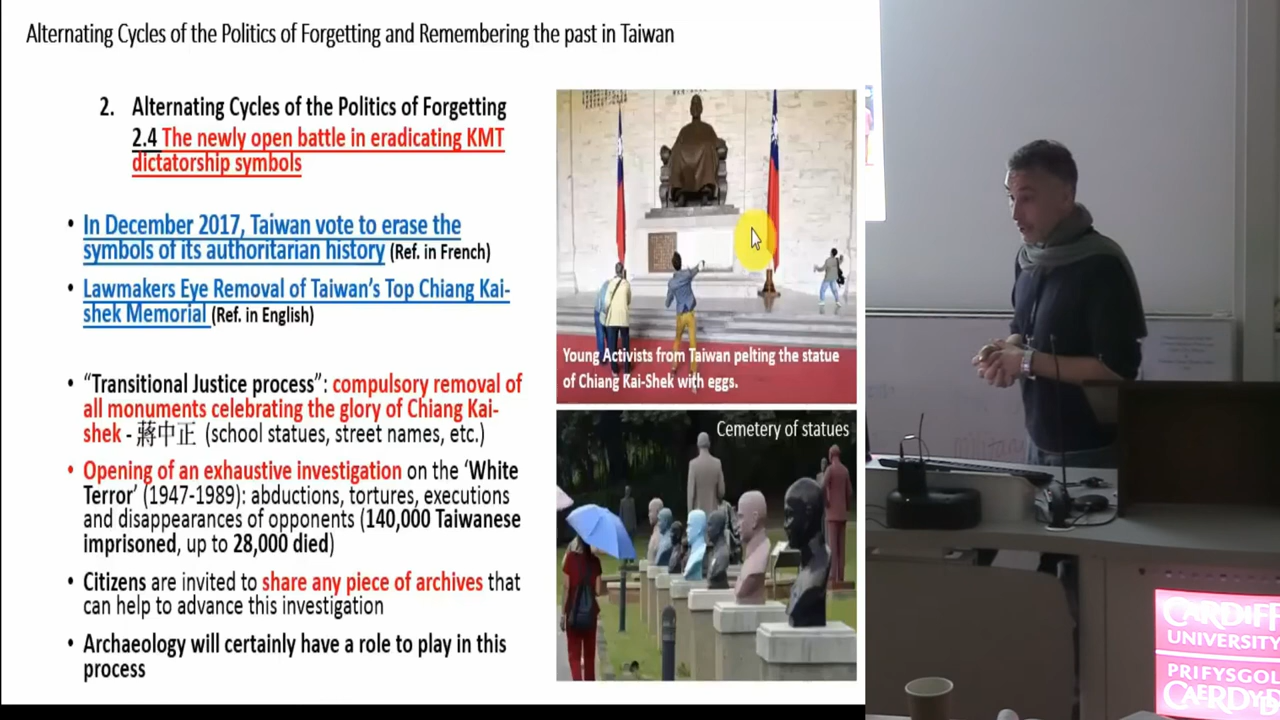 Alternating Cycles of the Politics of Forgetting and Remembering the past in Taiwan
2. Alternating Cycles of the Politics of Forgetting
2.4 The newly open battle in eradicating KMT
dictatorship symbols
• In December 2017, Taiwan vote to erase the
symbols of its authoritarian history (Ref. in French)
• Lawmakers Eye Removal of Taiwan's Top Chiang Kai-
shek Memorial (Ref. in English)
• “Transitional Justice process”: compulsory removal of
all monuments celebrating the glory of Chiang Kai-
shek - 蔣中正 (school statues, street names, etc.)
• Opening of an exhaustive investigation on the ‘White
Terror’ (1947-1989): abductions, tortures, executions
and disappearances of opponents (140,000 Taiwanese
imprisoned, up to 28,000 died)
• Citizens are invited to share any piece of archives that
can help to advance this investigation
• Archaeology will certainly have a role to play in this
process
Young Activists from Taiwan pelting the statue
of Chiang Kai-Shek with eggs.
Cemetery of statues
CARDIFF
UNIVERSITY
PRIFYSGOL
CAERDYD